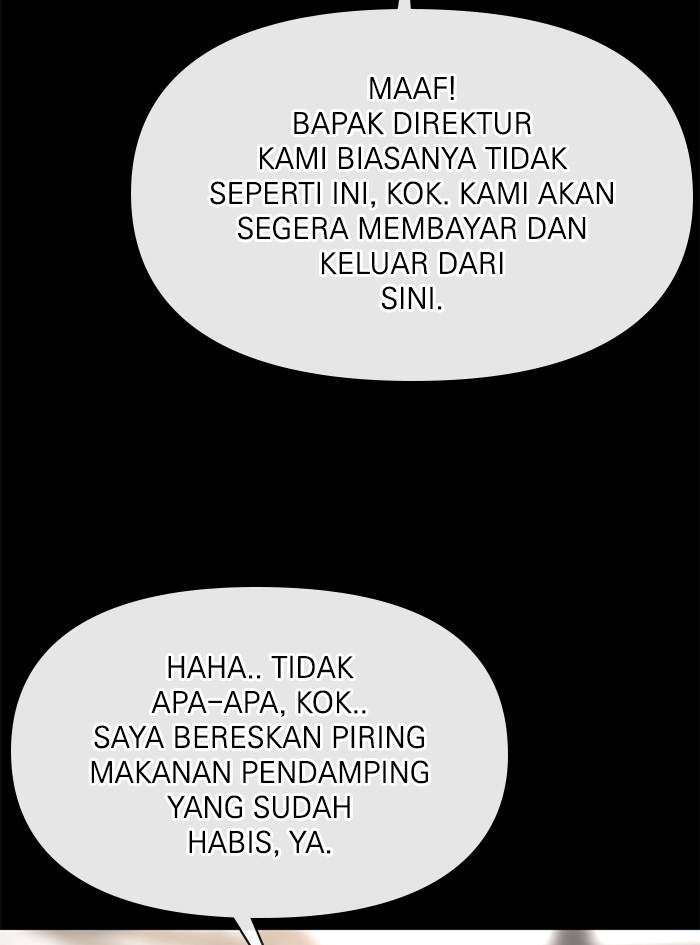 MAAF!
BAPAK DIREKTUR
KAMI BIASANYA TIDAK
SEPERTI INI, KOK. KAMI AKAN
SEGERA MEMBAYAR DAN
KELUAR DARI
SINI.
HAHA.. TIDAK
APA-APA, KOK..
SAYA BERESKAN PIRING
MAKANAN PENDAMPING
YANG SUDAH
HABIS, YA.